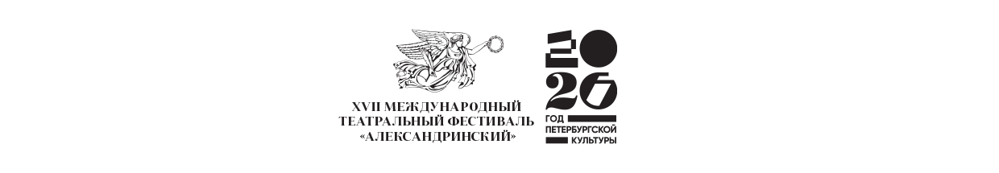 XVII МЕЖДУНАРОДНЫЙ
ТЕАТРАЛЬНЫЙ ФЕСТИВАЛЬ
«АЛЕКСАНДРИНСКИЙ»
20
26
ГОД
ПЕТЕРБУРГСКОЙ
КУЛЬТУРЫ